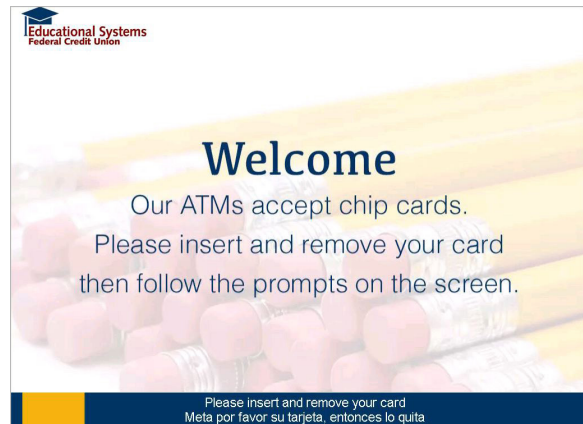 Educational Systems
Federal Credit Union
Welcome
Our ATMs accept chip cards.
Please insert and remove your card
then follow the prompts on the screen.
Please insert and remove your card
Meta por favor su tarjeta, entonces lo quita